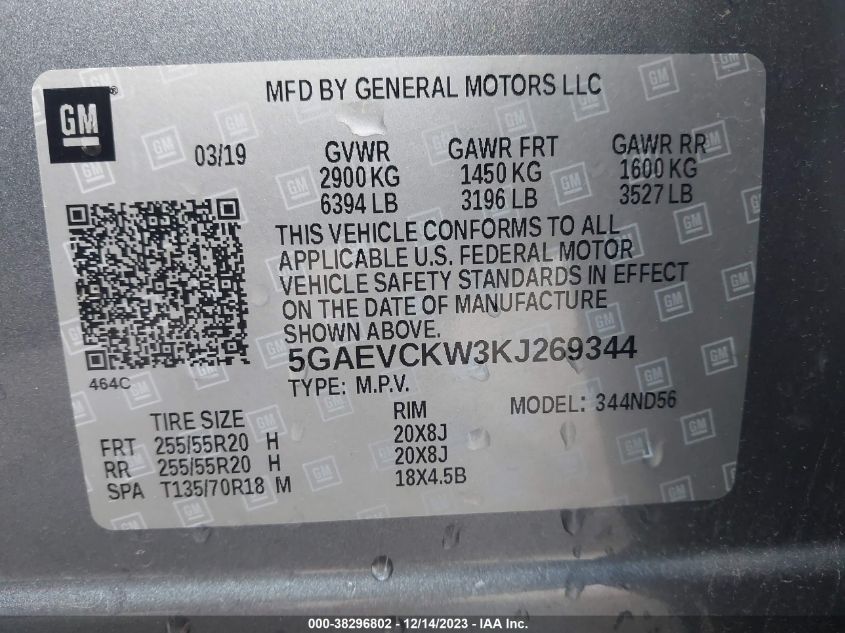 MFD BY GENERAL MOTORS LLC
GM ®
03/19 GVWR GAWR FRT GAWR RR
2900 KG 1450 KG 1600 KG
6394 LB 3196 LB 3527 LB
THIS VEHICLE CONFORMS TO ALL
APPLICABLE U.S. FEDERAL MOTOR
VEHICLE SAFETY STANDARDS IN EFFECT
ON THE DATE OF MANUFACTURE
SHOWN ABOVE.
5GAEVCKW3KJ269344
464C
TYPE: M.P.V.
MODEL: 344ND56
TIRE SIZE RIM
FRT 255/55R20 H 20X8J
RR 255/55R20 H 20X8J
SPA T135/70R18 M 18X4.5B
000-38296802 - 12/14/2023 - IAA Inc.